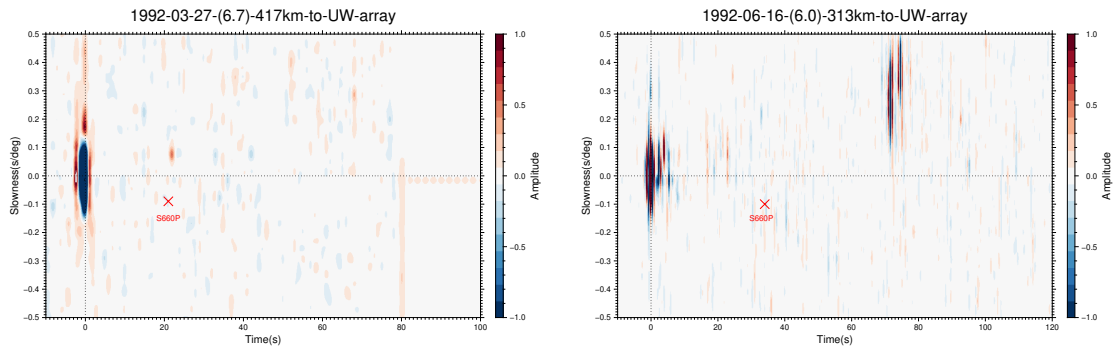 1992-03-27-(6.7)-417km-to-UW-array
Slowness(s/deg)
0.5
0.4
0.3
0.2
0.1
0.0
−0.1
−0.2
−0.3
−0.4
−0.5
S660P
0 20 40 60 80 100
Time(s)
1.0
0.5
0.0
−0.5
−1.0
Amplitude
1992-06-16-(6.0)-313km-to-UW-array
Slowness(s/deg)
0.5
0.4
0.3
0.2
0.1
0.0
−0.1
−0.2
−0.3
−0.4
−0.5
S660P
0 20 40 60 80 100 120
Time(s)
1.0
0.5
0.0
−0.5
−1.0
Amplitude